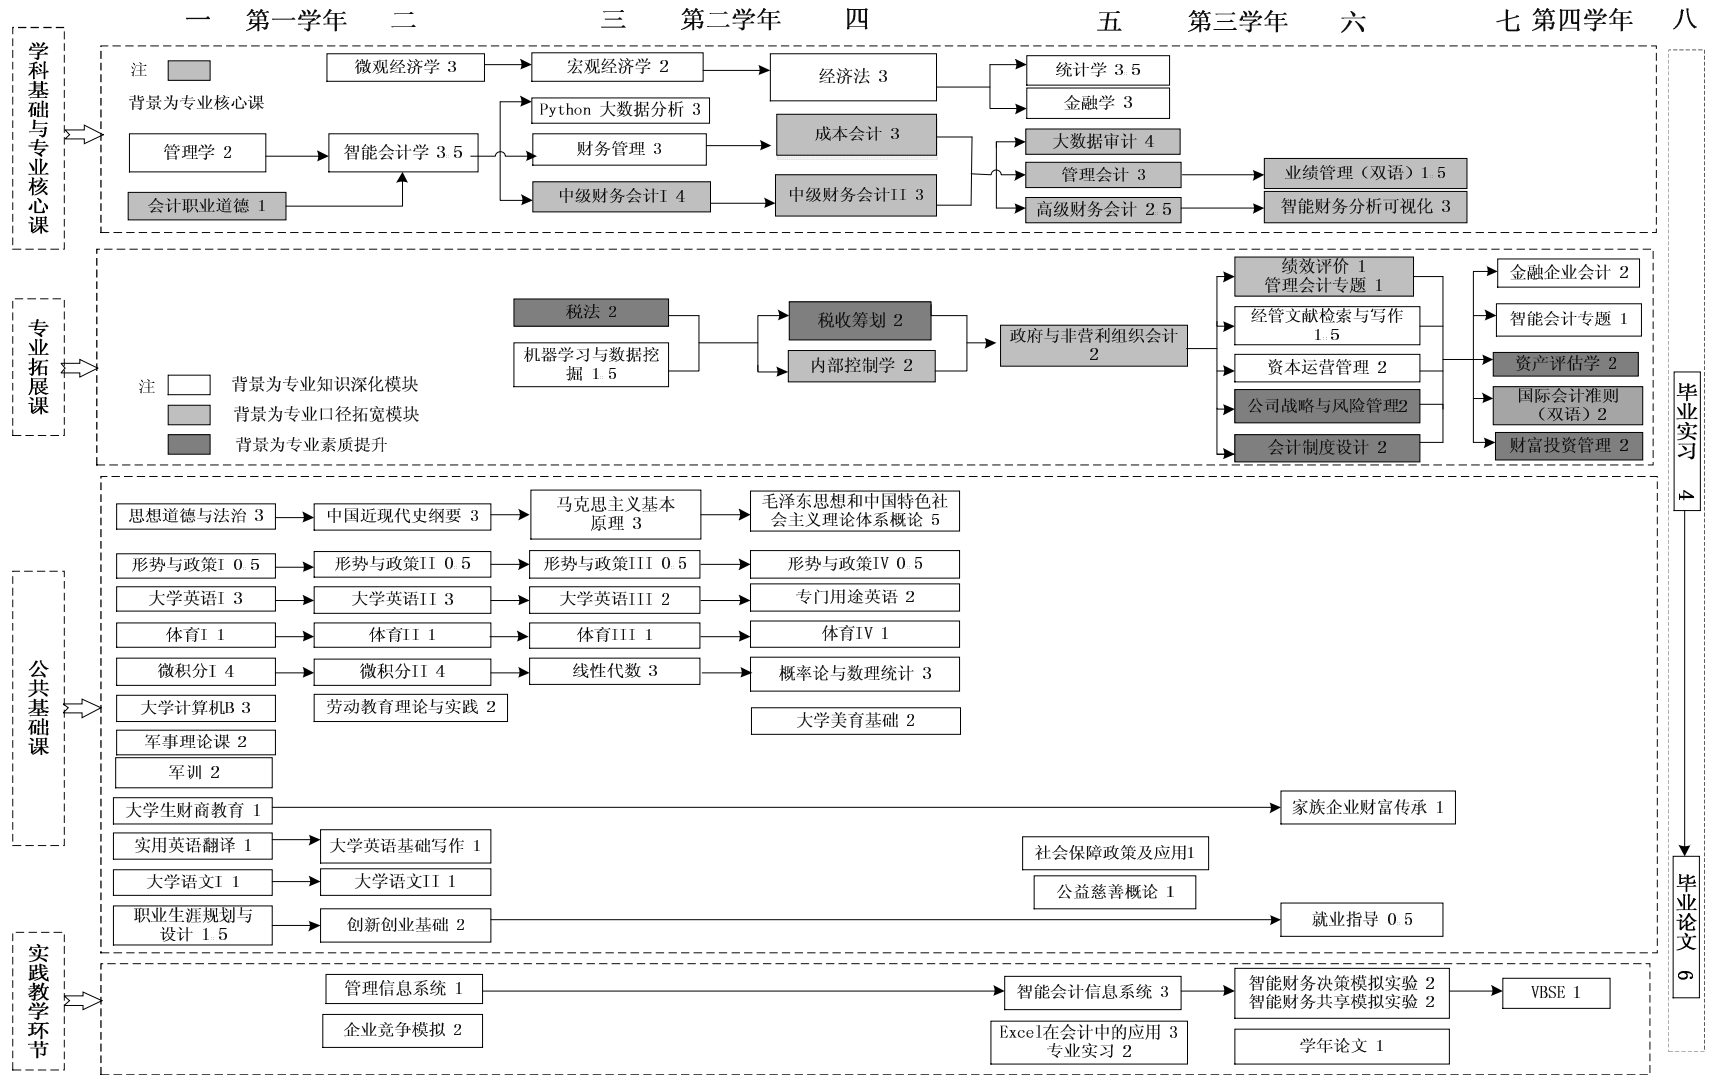 一 第一学年 二 三 第二学年 四 五 第三学年 六 七 第四学年 八
学科基础与专业核心课
注
背景为专业核心课
微观经济学 3
宏观经济学 2
经济法 3
统计学 3.5
金融学 3
Python 大数据分析 3
管理学 2
智能会计学 3.5
财务管理 3
成本会计 3
大数据审计 4
管理会计 3
业绩管理（双语）1.5
会计职业道德 1
中级财务会计I 4
中级财务会计II 3
高级财务会计 2.5
智能财务分析可视化 3
专业拓展课
税法 2
机器学习与数据挖
掘 1.5
税收筹划 2
内部控制学 2
政府与非营利组织会计
2
绩效评价 1
管理会计专题 1
经管文献检索与写作
1.5
资本运营管理 2
公司战略与风险管理2
会计制度设计 2
金融企业会计 2
智能会计专题 1
资产评估学 2
国际会计准则
（双语）2
财富投资管理 2
注
背景为专业知识深化模块
背景为专业口径拓宽模块
背景为专业素质提升
公共基础课
思想道德与法治 3
中国近现代史纲要 3
马克思主义基本
原理 3
毛泽东思想和中国特色社
会主义理论体系概论 5
形势与政策I 0.5
形势与政策II 0.5
形势与政策III 0.5
形势与政策IV 0.5
大学英语I 3
大学英语II 3
大学英语III 2
专门用途英语 2
体育I 1
体育II 1
体育III 1
体育IV 1
微积分I 4
微积分II 4
线性代数 3
概率论与数理统计 3
大学计算机B 3
劳动教育理论与实践 2
大学美育基础 2
军事理论课 2
军训 2
大学生财商教育 1
家族企业财富传承 1
实用英语翻译 1
大学英语基础写作 1
社会保障政策及应用1
大学语文I 1
大学语文II 1
公益慈善概论 1
职业生涯规划与
设计 1.5
创新创业基础 2
就业指导 0.5
实践教学环节
管理信息系统 1
智能会计信息系统 3
智能财务决策模拟实验 2
智能财务共享模拟实验 2
VBSE 1
企业竞争模拟 2
Excel在会计中的应用 3
专业实习 2
学年论文 1
毕业实习 4
毕业论文 6